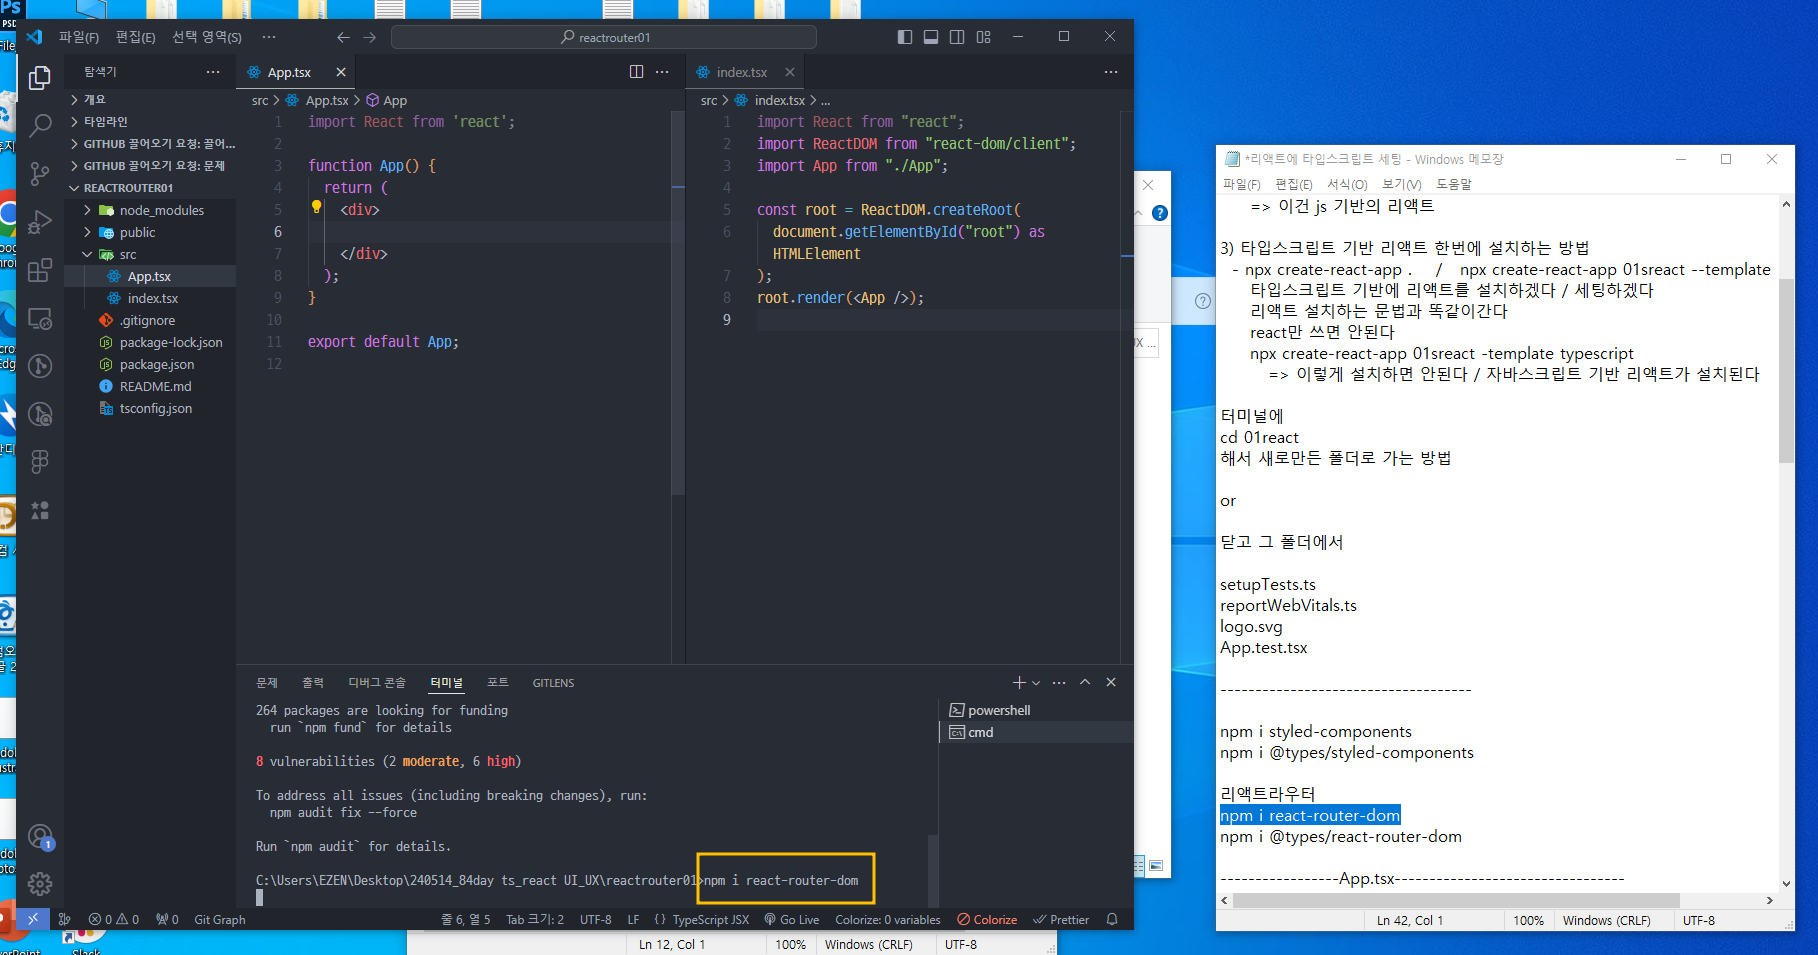 Ps
PSD
File
파일(F)
편집(E)
선택 영역(S)
···
reactrouter01
탐색기
개요
타임라인
GITHUB 끌어오기 요청: 끌어...
GITHUB 끌어오기 요청: 문제
REACTROUTER01
node_modules
public
src
App.tsx
index.tsx
.gitignore
package-lock.json
package.json
README.md
tsconfig.json
App.tsx
src > App.tsx > App
1 import React from 'react';
2
3 function App() {
4 return (
5 <div>
6
7 </div>
8 );
9 }
10
11 export default App;
12
index.tsx
src > index.tsx > ...
1 import React from "react";
2 import ReactDOM from "react-dom/client";
3 import App from "./App";
4
5 const root = ReactDOM.createRoot(
6 document.getElementById("root") as
HTMLElement
7 );
8 root.render(<App />);
9
문제
출력
디버그 콘솔
터미널
포트
GITLENS
264 packages are looking for funding
run `npm fund` for details
8 vulnerabilities (2 moderate, 6 high)
To address all issues (including breaking changes), run:
npm audit fix --force
Run `npm audit` for details.
C:\Users\EZEN\Desktop\240514_84day ts_react UI_UX\reactrouter01>npm i react-router-dom
powershell
cmd
1
0 0
0
Git Graph
줄 6, 열 5
Tab 크기: 2
UTF-8
LF
{ } TypeScript JSX
Go Live
Colorize: 0 variables
Colorize
Prettier
Slack
Ln 12, Col 1
100%
Windows (CRLF)
UTF-8
UX ...
*리액트에 타입스크립트 세팅 - Windows 메모장
파일(F)
편집(E)
서식(O)
보기(V)
도움말
=> 이건 js 기반의 리액트
3) 타입스크립트 기반 리액트 한번에 설치하는 방법
- npx create-react-app . / npx create-react-app 01sreact --template
타입스크립트 기반에 리액트를 설치하겠다 / 세팅하겠다
리액트 설치하는 문법과 똑같이간다
react만 쓰면 안된다
npx create-react-app 01sreact -template typescript
=> 이렇게 설치하면 안된다 / 자바스크립트 기반 리액트가 설치된다
터미널에
cd 01react
해서 새로만든 폴더로 가는 방법
or
닫고 그 폴더에서
setupTests.ts
reportWebVitals.ts
logo.svg
App.test.tsx
------------------------------------
npm i styled-components
npm i @types/styled-components
리액트라우터
npm i react-router-dom
npm i @types/react-router-dom
-----------------App.tsx---------------------------------
Ln 42, Col 1
100%
Windows (CRLF)
UTF-8